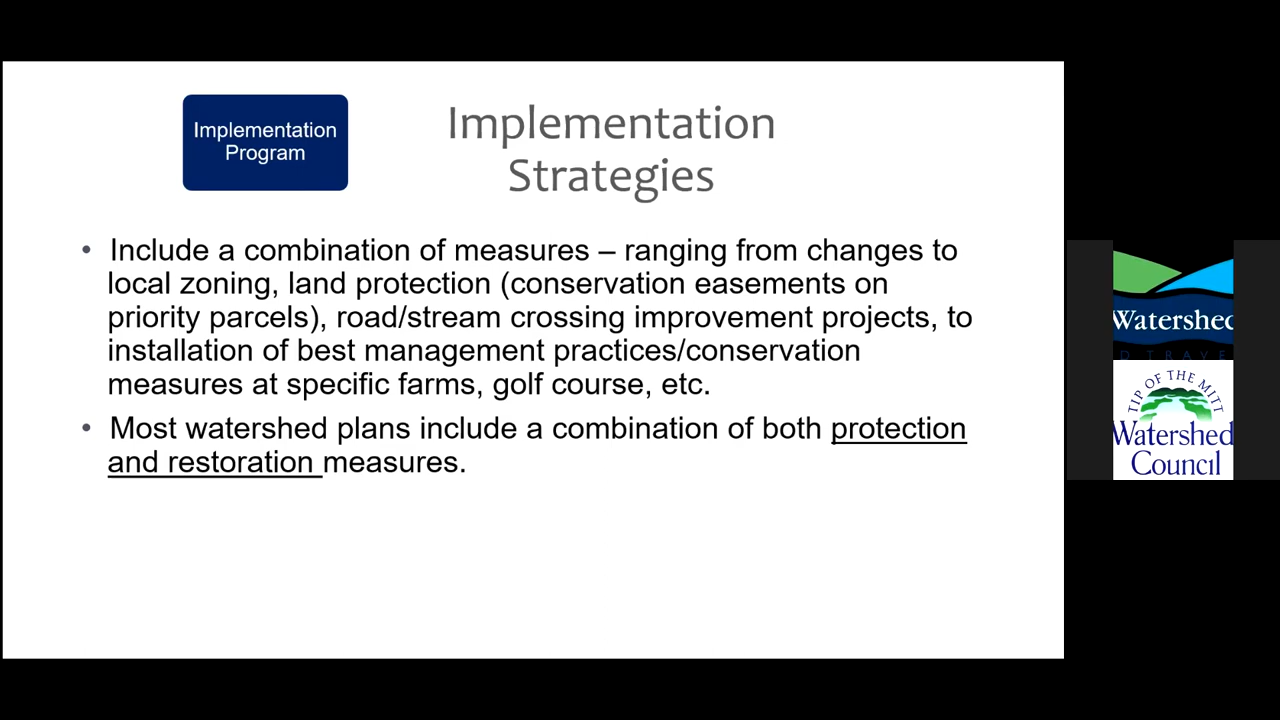 Implementation
Program
Implementation
Strategies
• Include a combination of measures – ranging from changes to
local zoning, land protection (conservation easements on
priority parcels), road/stream crossing improvement projects, to
installation of best management practices/conservation
measures at specific farms, golf course, etc.
• Most watershed plans include a combination of both protection
and restoration measures.
Watershed
D TRAVE
TIP OF THE MITT
Watershed
Council